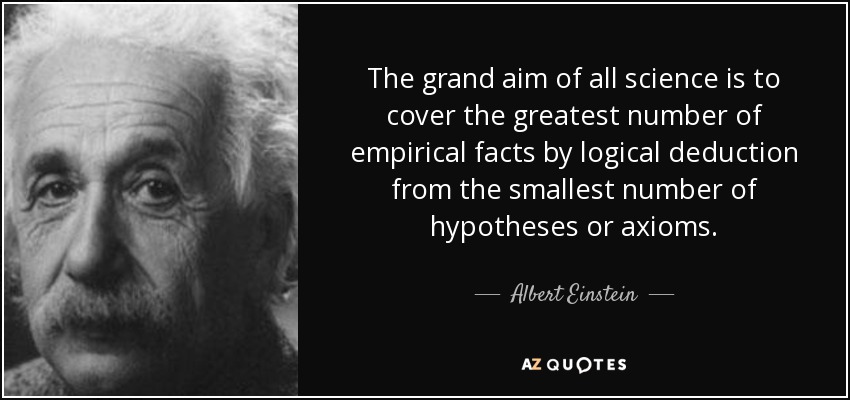 The grand aim of all science is to
cover the greatest number of
empirical facts by logical deduction
from the smallest number of
hypotheses or axioms.
Albert Einstein
AZ QUOTES